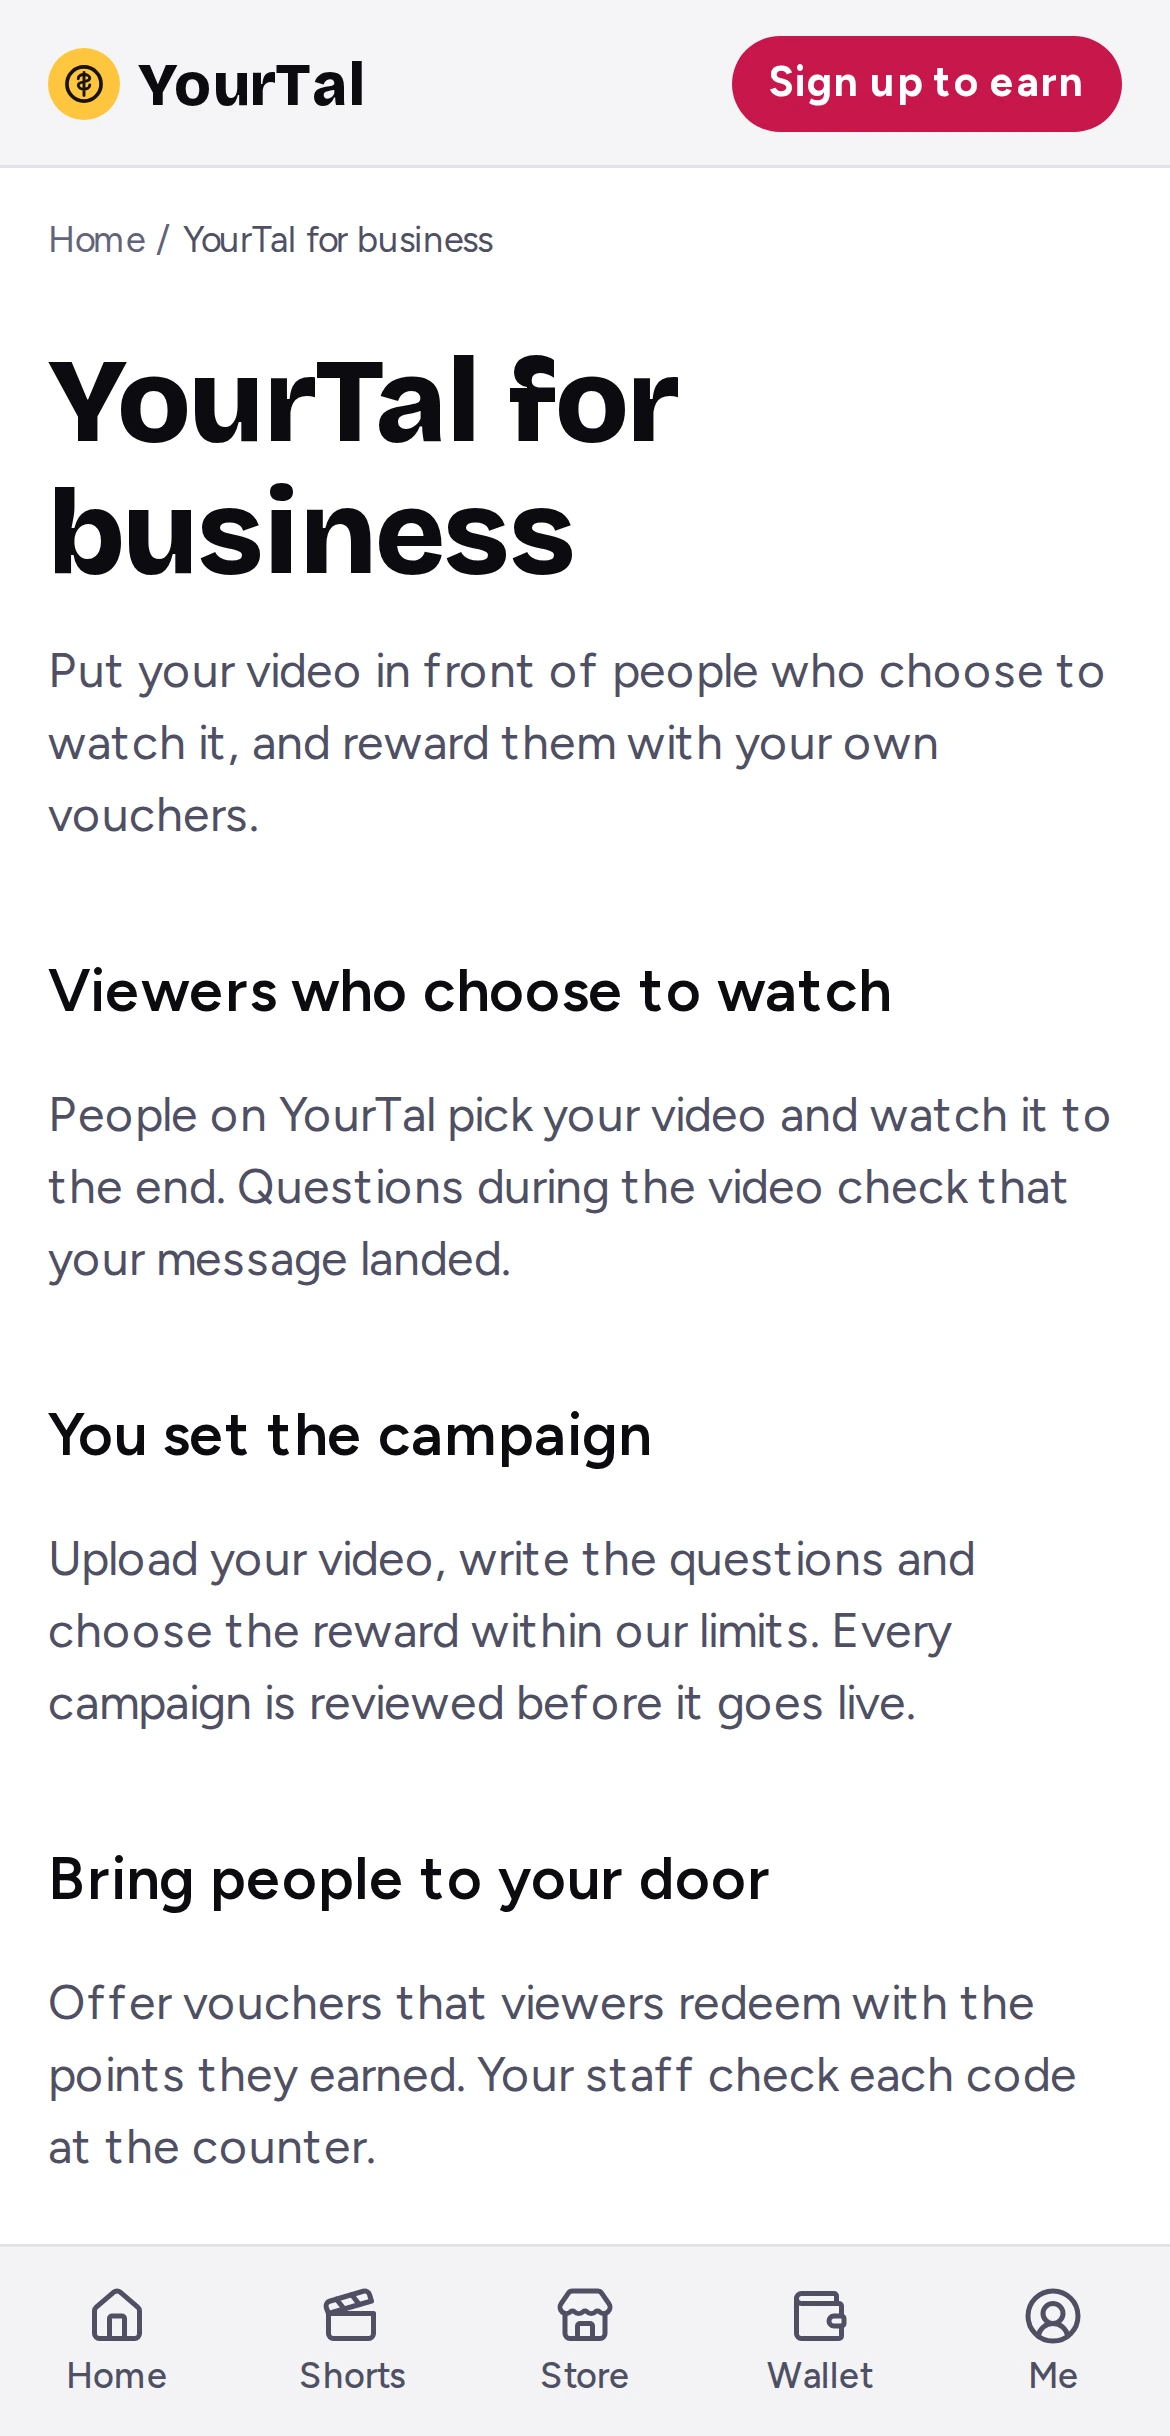 YourTal
Sign up to earn
Home / YourTal for business
YourTal for
business
Put your video in front of people who choose to
watch it, and reward them with your own
vouchers.
Viewers who choose to watch
People on YourTal pick your video and watch it to
the end. Questions during the video check that
your message landed.
You set the campaign
Upload your video, write the questions and
choose the reward within our limits. Every
campaign is reviewed before it goes live.
Bring people to your door
Offer vouchers that viewers redeem with the
points they earned. Your staff check each code
at the counter.
Home
Shorts
Store
Wallet
Me